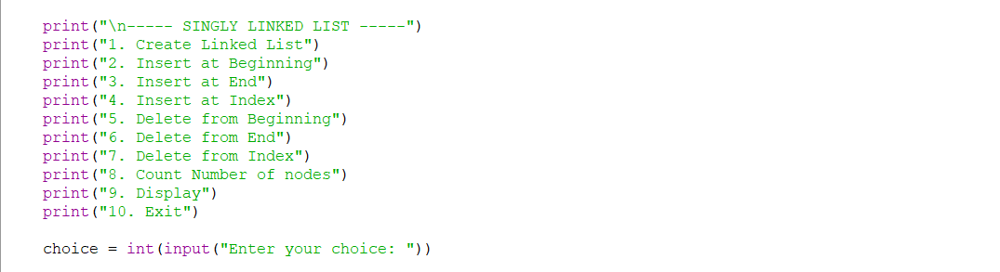 print("\n----- SINGLY LINKED LIST -----")
print("1. Create Linked List")
print("2. Insert at Beginning")
print("3. Insert at End")
print("4. Insert at Index")
print("5. Delete from Beginning")
print("6. Delete from End")
print("7. Delete from Index")
print("8. Count Number of nodes")
print("9. Display")
print("10. Exit")
choice = int(input("Enter your choice: "))